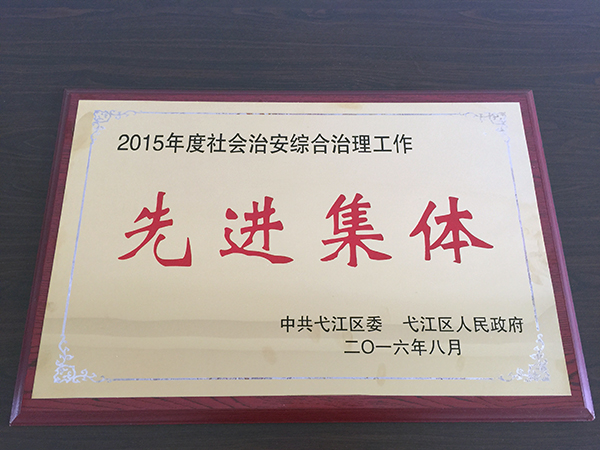 2015年度社会治安综合治理工作
先进集体
中共弋江区委 弋江区人民政府
二〇一六年八月